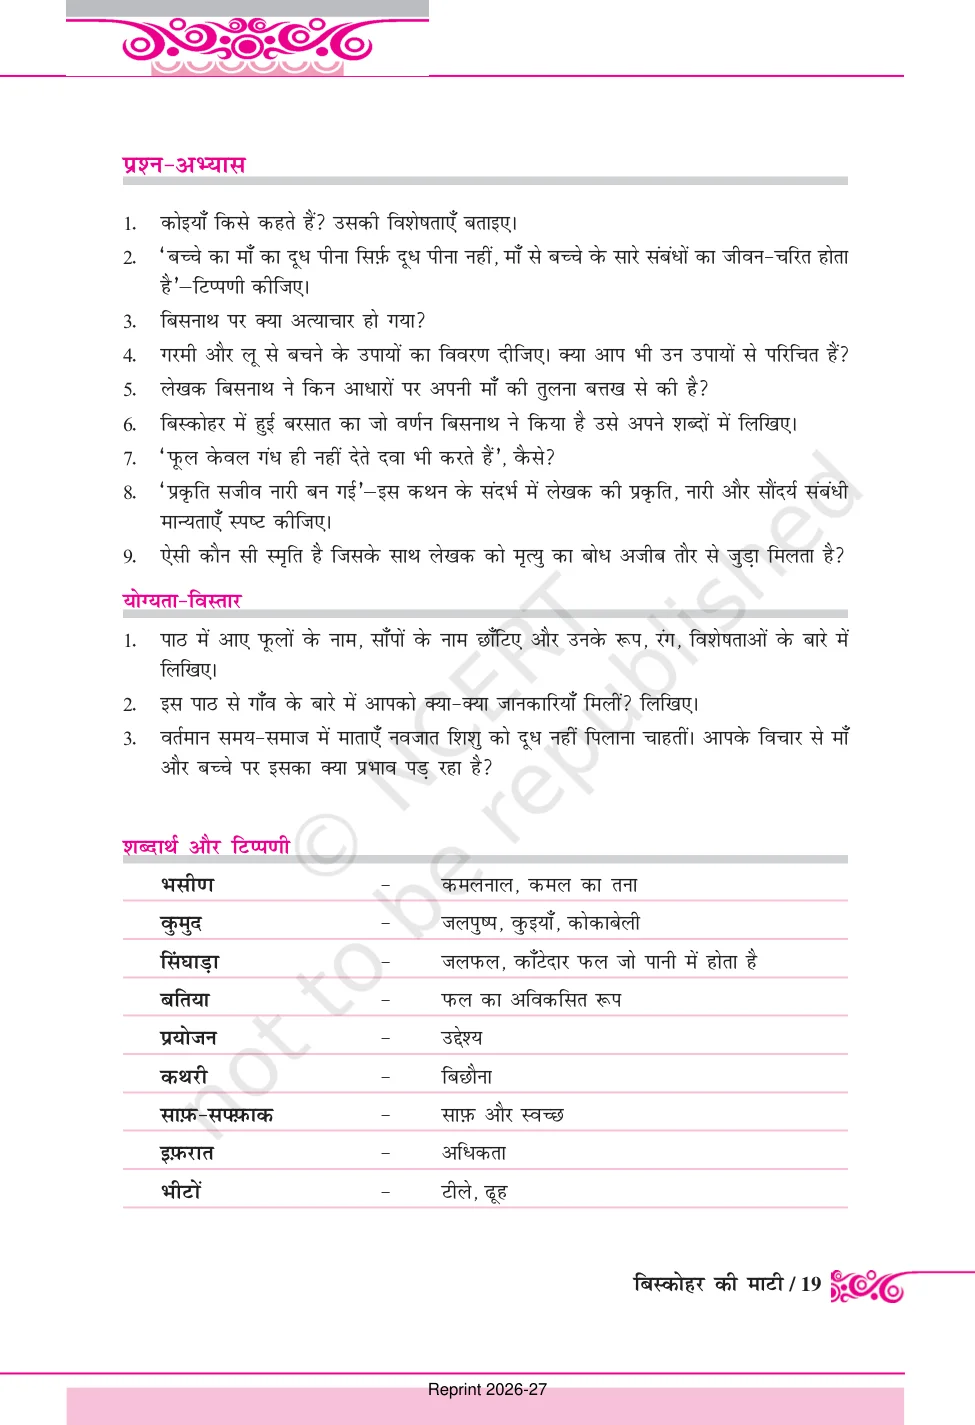 प्रश्न-अभ्यास
1. कोइयाँ किसे कहते हैं? उसकी विशेषताएँ बताइए।
2. ‘बच्चे का माँ का दूध पीना सिर्फ़ दूध पीना नहीं, माँ से बच्चे के सारे संबंधों का जीवन-चरित होता
है’–टिप्पणी कीजिए।
3. बिसनाथ पर क्या अत्याचार हो गया?
4. गरमी और लू से बचने के उपायों का विवरण दीजिए। क्या आप भी उन उपायों से परिचित हैं?
5. लेखक बिसनाथ ने किन आधारों पर अपनी माँ की तुलना बत्तख से की है?
6. बिस्कोहर में हुई बरसात का जो वर्णन बिसनाथ ने किया है उसे अपने शब्दों में लिखिए।
7. ‘फूल केवल गंध ही नहीं देते दवा भी करते हैं’, कैसे?
8. ‘प्रकृति सजीव नारी बन गई’–इस कथन के संदर्भ में लेखक की प्रकृति, नारी और सौंदर्य संबंधी
मान्यताएँ स्पष्ट कीजिए।
9. ऐसी कौन सी स्मृति है जिसके साथ लेखक को मृत्यु का बोध अजीब तौर से जुड़ा मिलता है?
योग्यता-विस्तार
1. पाठ में आए फूलों के नाम, साँपों के नाम छाँटिए और उनके रूप, रंग, विशेषताओं के बारे में
लिखिए।
2. इस पाठ से गाँव के बारे में आपको क्या-क्या जानकारियाँ मिलीं? लिखिए।
3. वर्तमान समय-समाज में माताएँ नवजात शिशु को दूध नहीं पिलाना चाहतीं। आपके विचार से माँ
और बच्चे पर इसका क्या प्रभाव पड़ रहा है?
शब्दार्थ और टिप्पणी
भसीण - कमलनाल, कमल का तना
कुमुद - जलपुष्प, कुइयाँ, कोकाबेली
सिंघाड़ा - जलफल, काँटेदार फल जो पानी में होता है
बतिया - फल का अविकसित रूप
प्रयोजन - उद्देश्य
कथरी - बिछौना
साफ़-सफ़्फ़ाक - साफ़ और स्वच्छ
इफ़रात - अधिकता
भीटों - टीले, ढूह
© NCERT
not to be republished
बिस्कोहर की माटी / 19
Reprint 2026-27